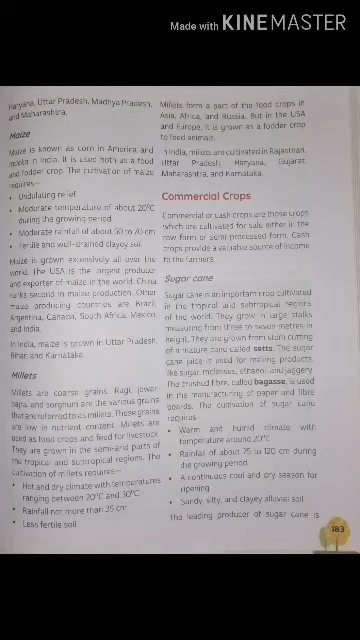 Made with KINEMASTER
Haryana, Uttar Pradesh, Madhya Pradesh,
and Maharashtra.
Maize
Maize is known as corn in America and
makka in India. It is used both as a food
and fodder crop. The cultivation of maize
requires—
• Undulating relief
• Moderate temperature of about 20°C
during the growing period
• Moderate rainfall of about 50 to 70 cm
• Fertile and well-drained clayey soil
Maize is grown extensively all over the
world. The USA is the largest producer
and exporter of maize in the world. China
ranks second in maize production. Other
maize producing countries are Brazil,
Argentina, Canada, South Africa, Mexico,
and India.
In India, maize is grown in Uttar Pradesh,
Bihar, and Karnataka.
Millets
Millets are coarse grains. Ragi, jowar,
bajra, and sorghum are the various grains
that are referred to as millets. These grains
are low in nutrient content. Millets are
used as food crops and feed for livestock.
They are grown in the semi-arid parts of
the tropical and subtropical regions. The
cultivation of millets requires—
• Hot and dry climate with temperatures
ranging between 20°C and 30°C
• Rainfall not more than 35 cm
• Less fertile soil
Millets form a part of the food crops in
Asia, Africa, and Russia. But in the USA
and Europe, it is grown as a fodder crop
to feed animals.
In India, millets are cultivated in Rajasthan,
Uttar Pradesh, Haryana, Gujarat,
Maharashtra, and Karnataka.
Commercial Crops
Commercial or cash crops are those crops
which are cultivated for sale either in the
raw form or semi-processed form. Cash
crops provide a valuable source of income
to the farmers.
Sugar cane
Sugar cane is an important crop cultivated
in the tropical and subtropical regions
of the world. They grow in large stalks
measuring from three to seven metres in
height. They are grown from stem cutting
of a mature cane called setts. The sugar
cane juice is used for making products,
like sugar, molasses, ethanol, and jaggery.
The crushed fibre, called bagasse, is used
in the manufacturing of paper and fibre
boards. The cultivation of sugar cane
requires
• Warm and humid climate with
temperature around 20°C
• Rainfall of about 75 to 120 cm during
the growing period
• A continuous cool and dry season for
ripening
• Sandy, silty, and clayey alluvial soil
The leading producer of sugar cane is
183